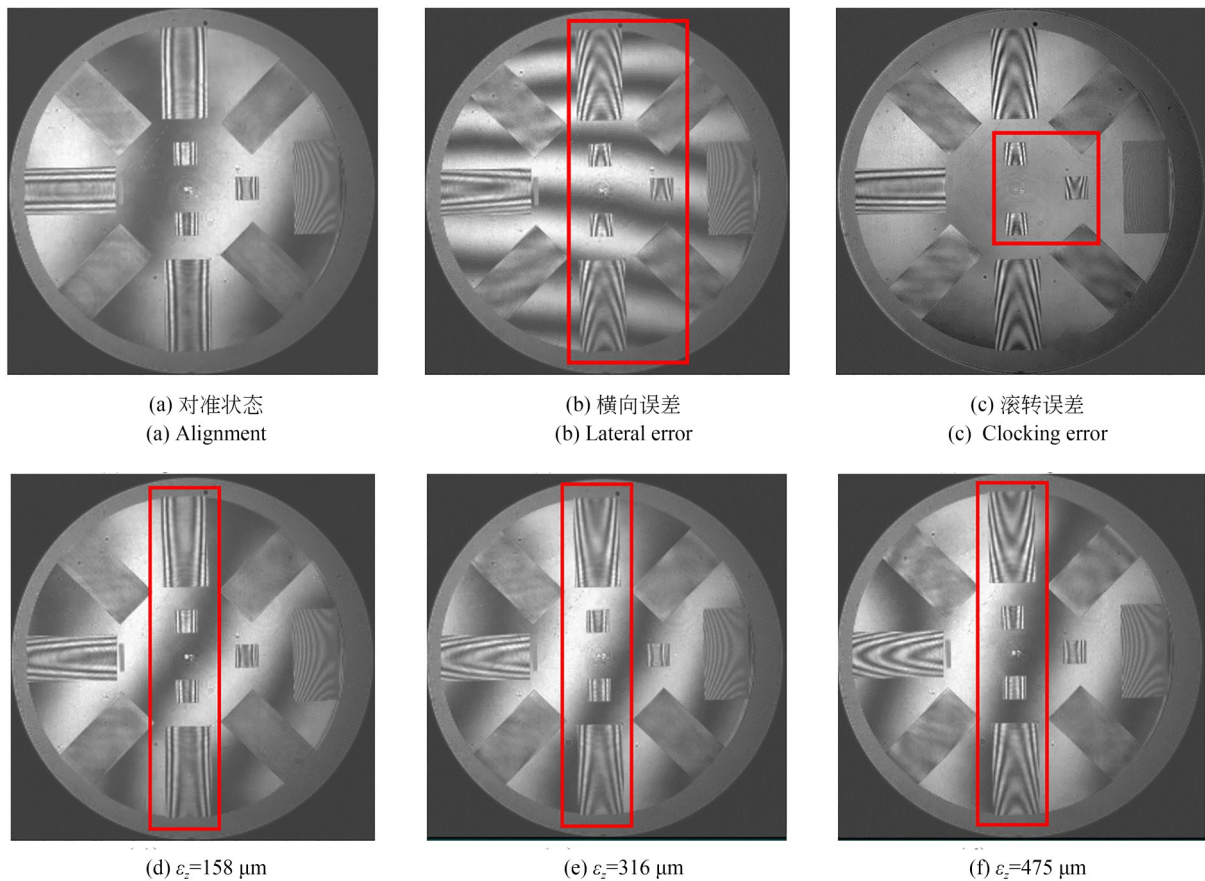 (a) 对准状态
(a) Alignment
(b) 横向误差
(b) Lateral error
(c) 滚转误差
(c) Clocking error
(d) εz=158 μm
(e) εz=316 μm
(f) εz=475 μm